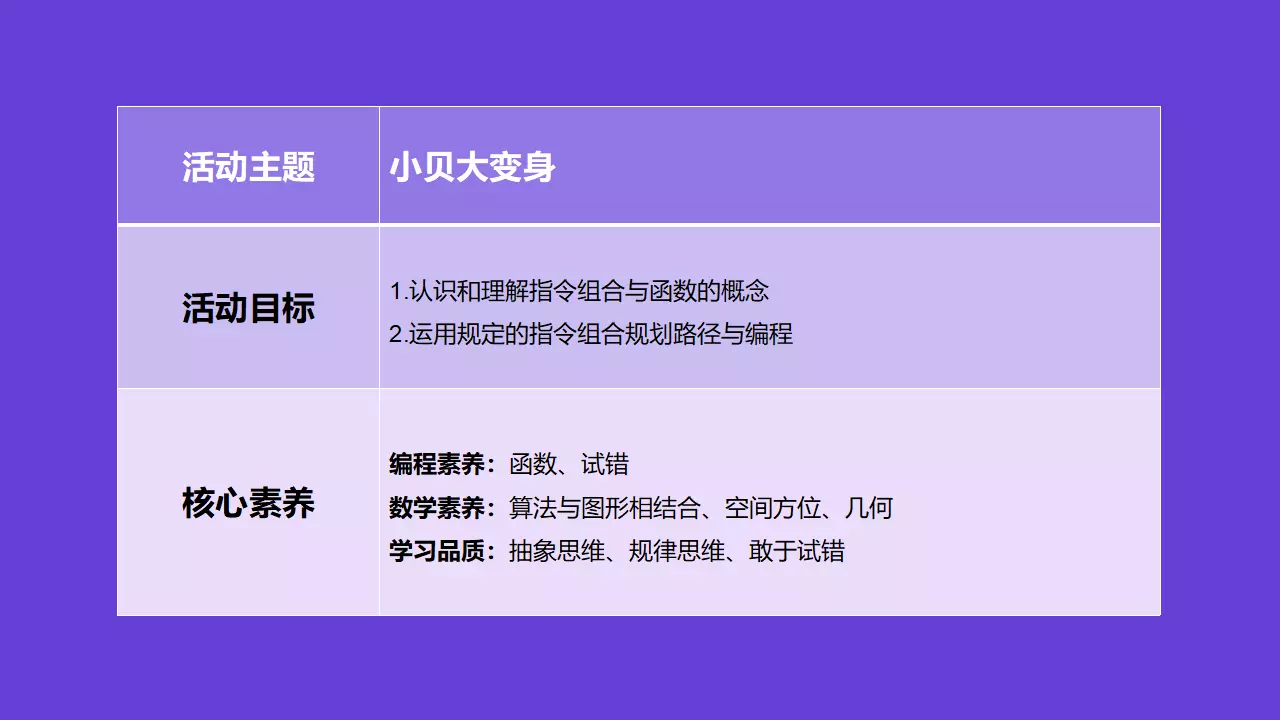 活动主题
小贝大变身
活动目标
1.认识和理解指令组合与函数的概念
2.运用规定的指令组合规划路径与编程
核心素养
编程素养：函数、试错
数学素养：算法与图形相结合、空间方位、几何
学习品质：抽象思维、规律思维、敢于试错